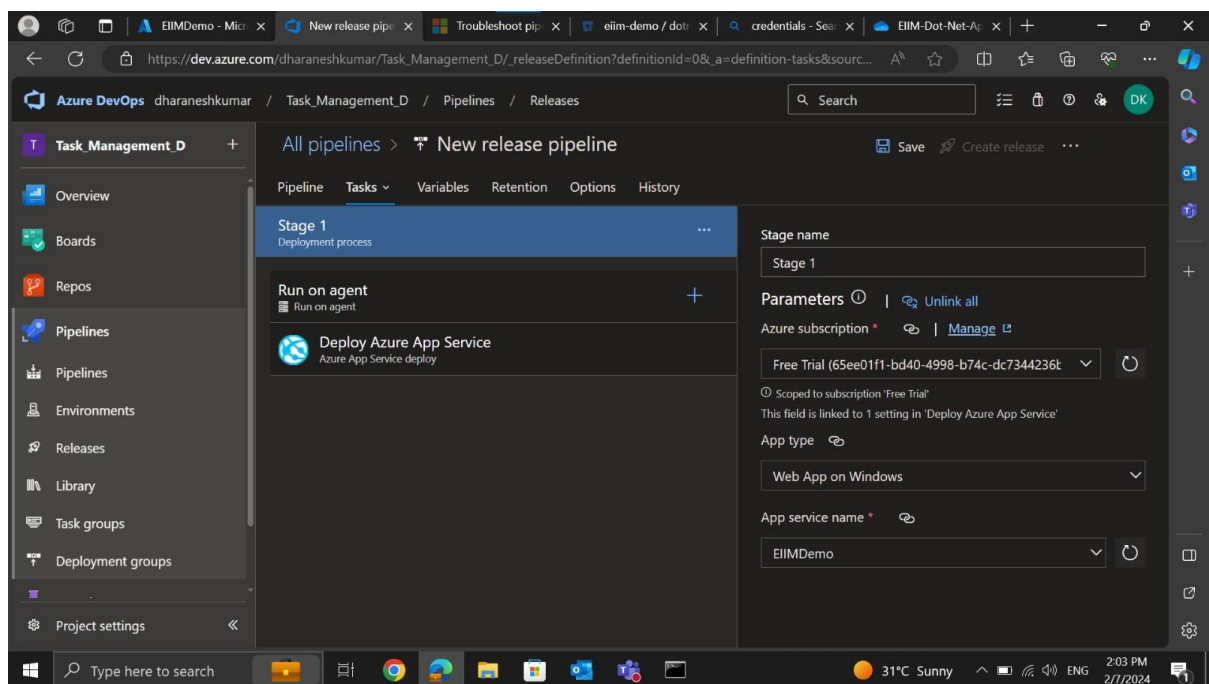 EIIMDemo - Micr
New release pipe
Troubleshoot pip
eiim-demo / dotn
credentials - Sear
EIIM-Dot-Net-Ap
https://dev.azure.com/dharaneshkumar/Task_Management_D/_releaseDefinition?definitionId=0&_a=definition-tasks&sourc...
Azure DevOps dharaneshkumar / Task_Management_D / Pipelines / Releases
Search
DK
T Task_Management_D +
All pipelines > New release pipeline
Save Create release ...
Overview
Pipeline Tasks Variables Retention Options History
Boards
Stage 1
Deployment process
...
Repos
Run on agent
Run on agent
Pipelines
Deploy Azure App Service
Azure App Service deploy
Pipelines
Environments
Releases
Library
Task groups
Deployment groups
Project settings
Stage name
Stage 1
Parameters | Unlink all
Azure subscription * | Manage
Free Trial (65ee01f1-bd40-4998-b74c-dc7344236b
Scoped to subscription 'Free Trial'
This field is linked to 1 setting in 'Deploy Azure App Service'
App type
Web App on Windows
App service name *
EIIMDemo
Type here to search
31°C Sunny
ENG
2:03 PM
2/7/2024
1